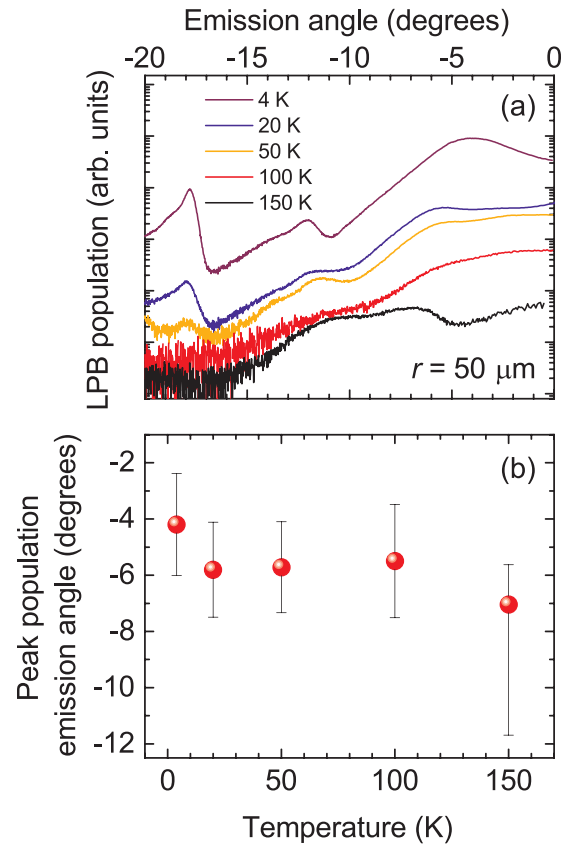 Emission angle (degrees)
-20 -15 -10 -5 0
LPB population (arb. units)
(a)
4 K
20 K
50 K
100 K
150 K
r = 50 μm
(b)
Peak population
emission angle (degrees)
-2
-4
-6
-8
-10
-12
0 50 100 150
Temperature (K)